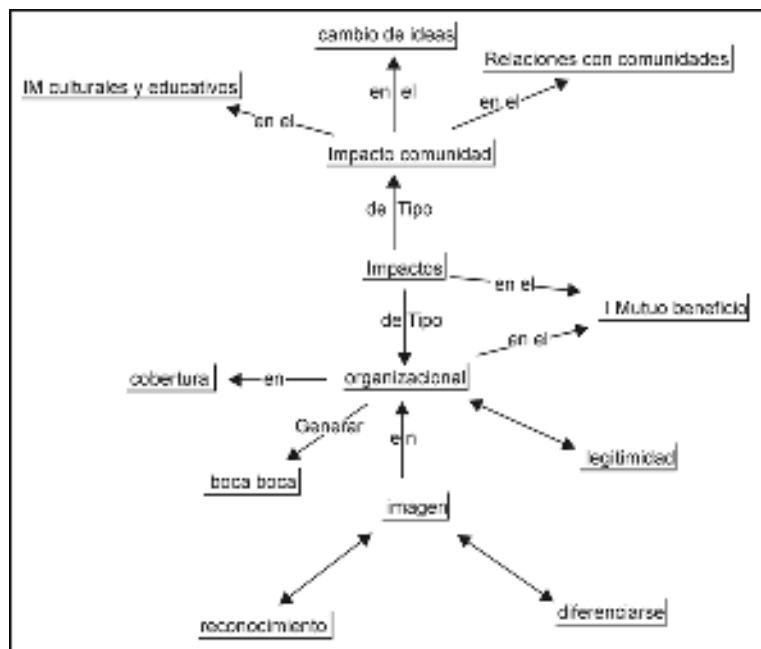 cambio de ideas
Relaciones con comunidades
IM culturales y educativos
en el
en el
en el
Impacto comunidad
de Tipo
Impactos
en el
I Mutuo beneficio
de Tipo
en el
cobertura
en
organizacional
Generar
en
legitimidad
boca boca
imagen
reconocimiento
diferenciarse